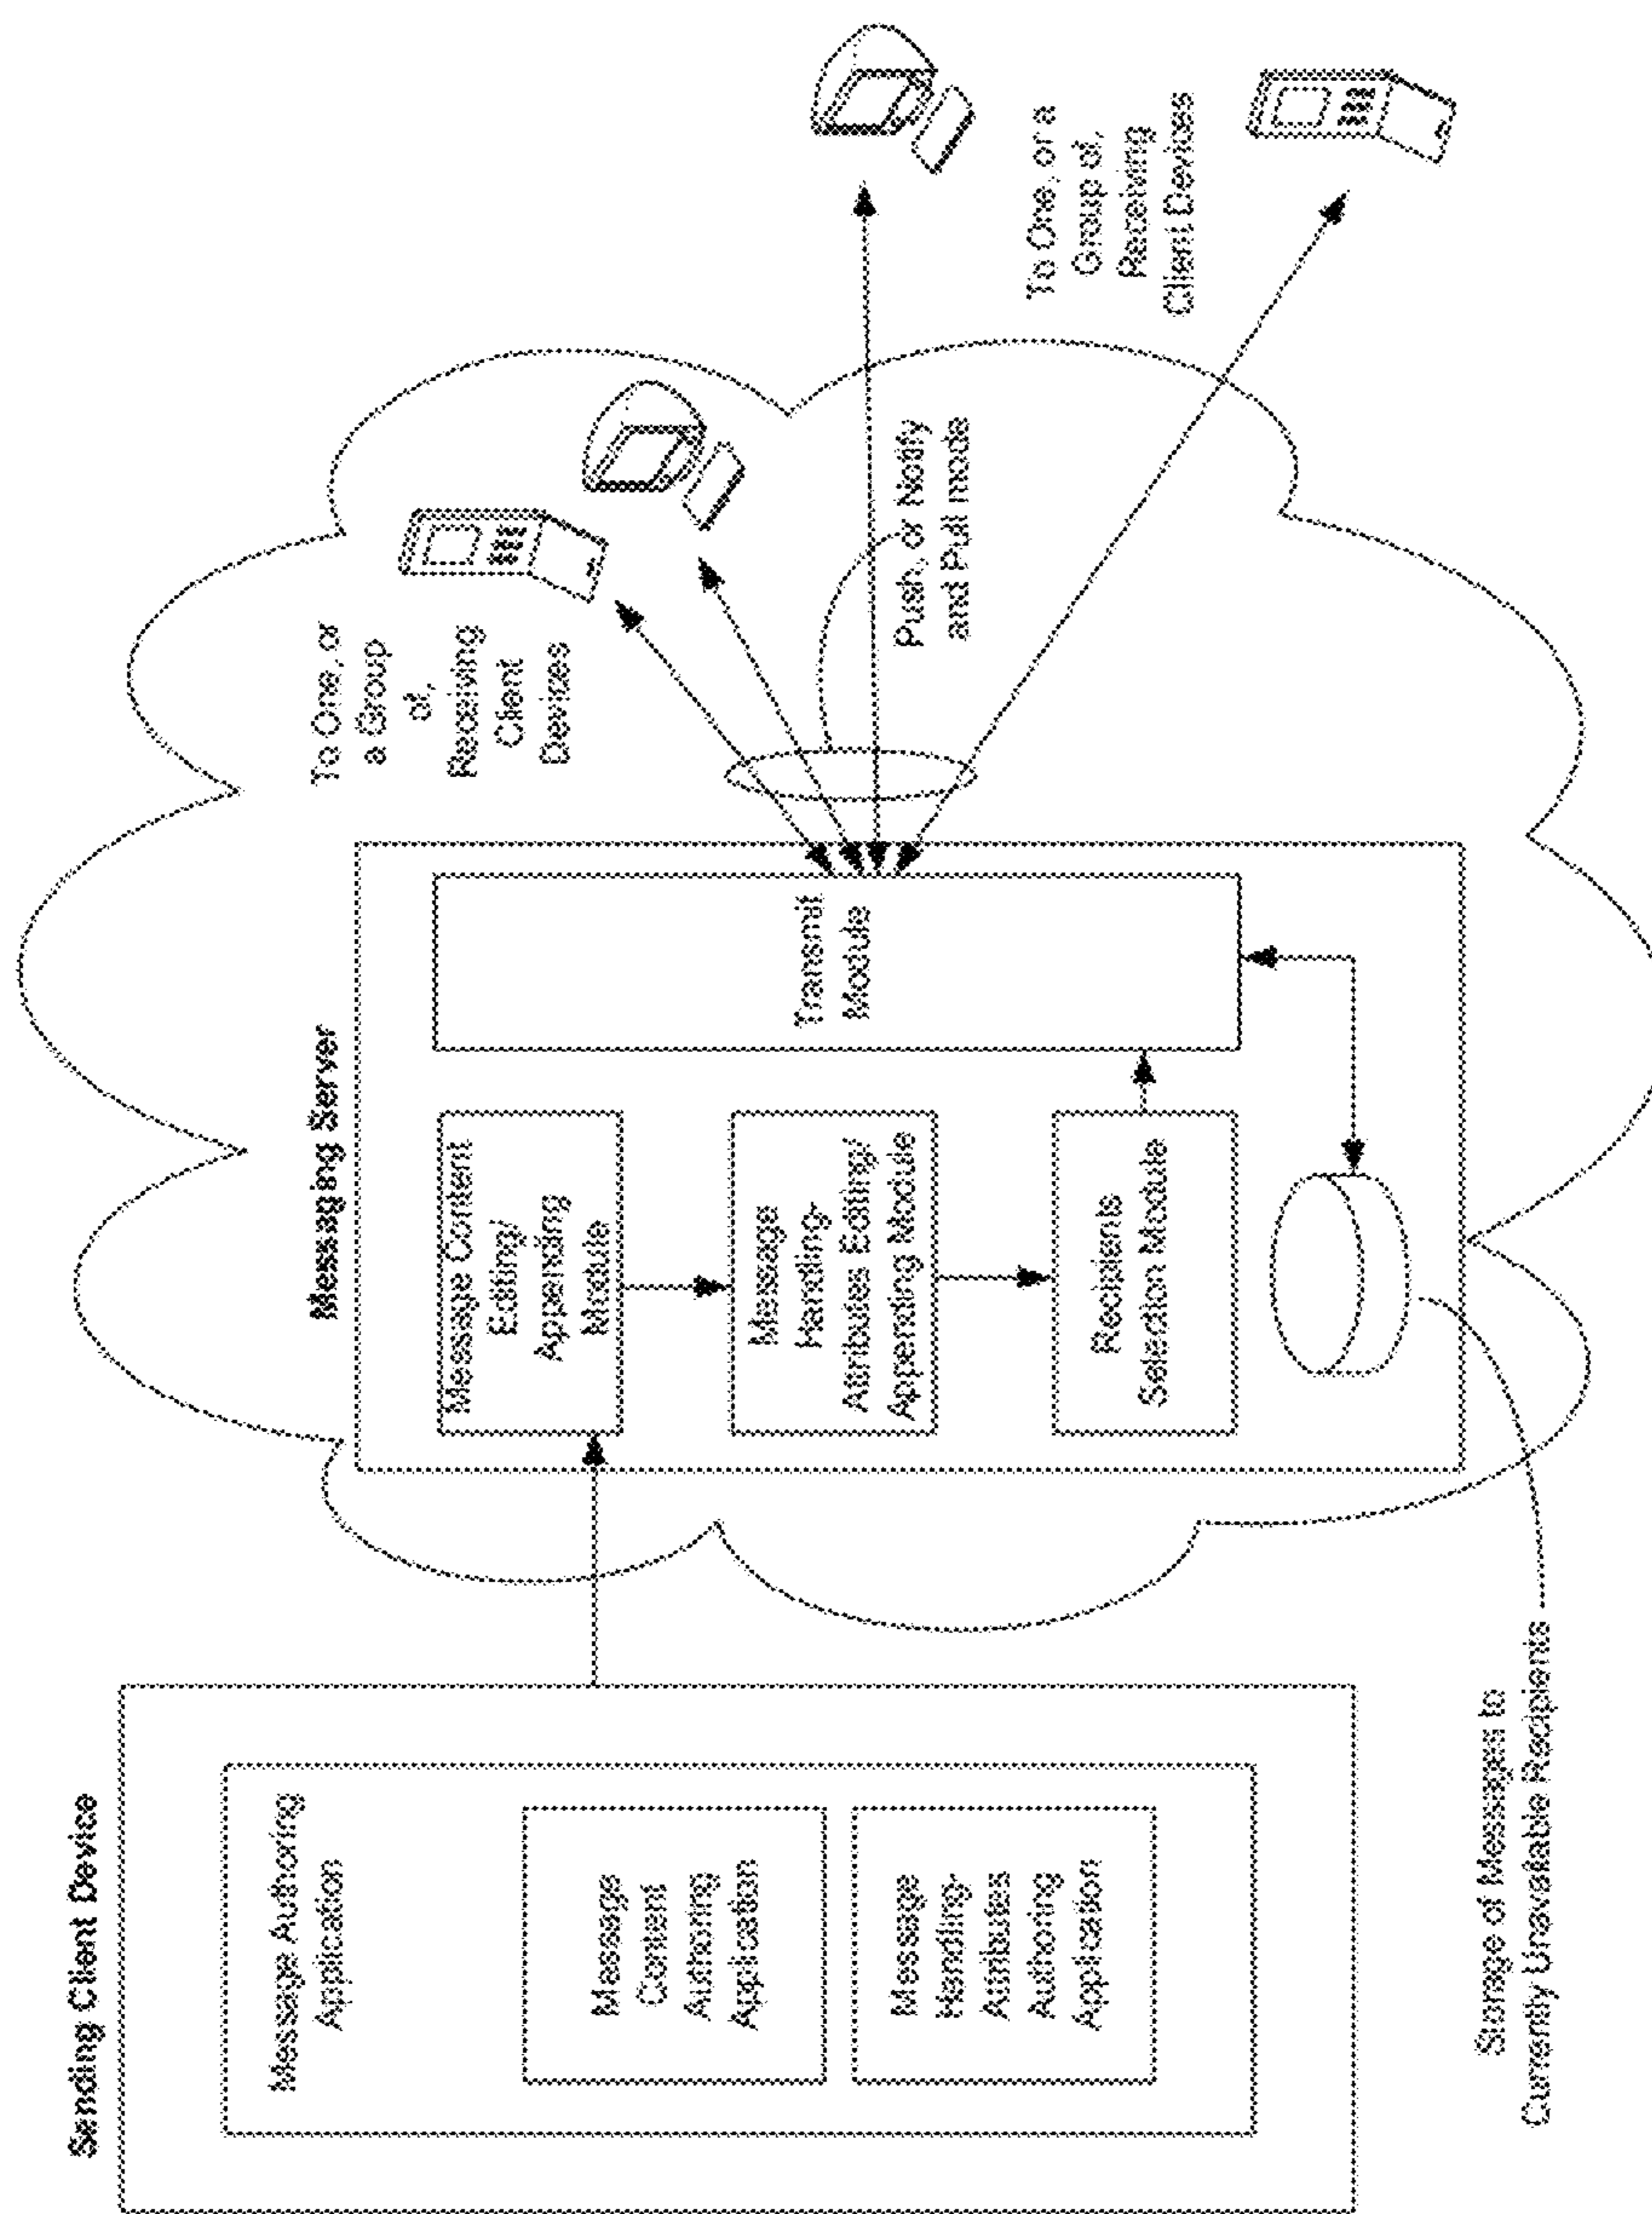 Sending Client Device
Message Authoring
Application
Message
Content
Authoring
Application
Message
Handling-
Attributes
Authoring
Application
Storage of Messages to
Currently Unavailable Recipients
Messaging Server
Message Content
Editing/
Appending
Module
Message
Handling-
Attributes Editing/
Appending Module
Recipients
Selection Module
Transmit
Module
To One, or
a Group
of,
Receiving
Client
Devices
Push, or Notify
and Pull mode
To One, or a
Group of,
Receiving
Client Devices